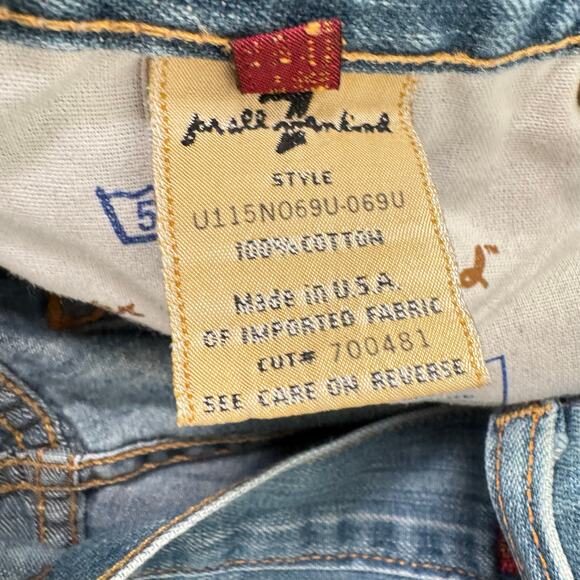 7
for all mankind
STYLE
U115N069U-069U
100% COTTON
Made in U.S.A.
OF IMPORTED FABRIC
CUT# 700481
SEE CARE ON REVERSE
5